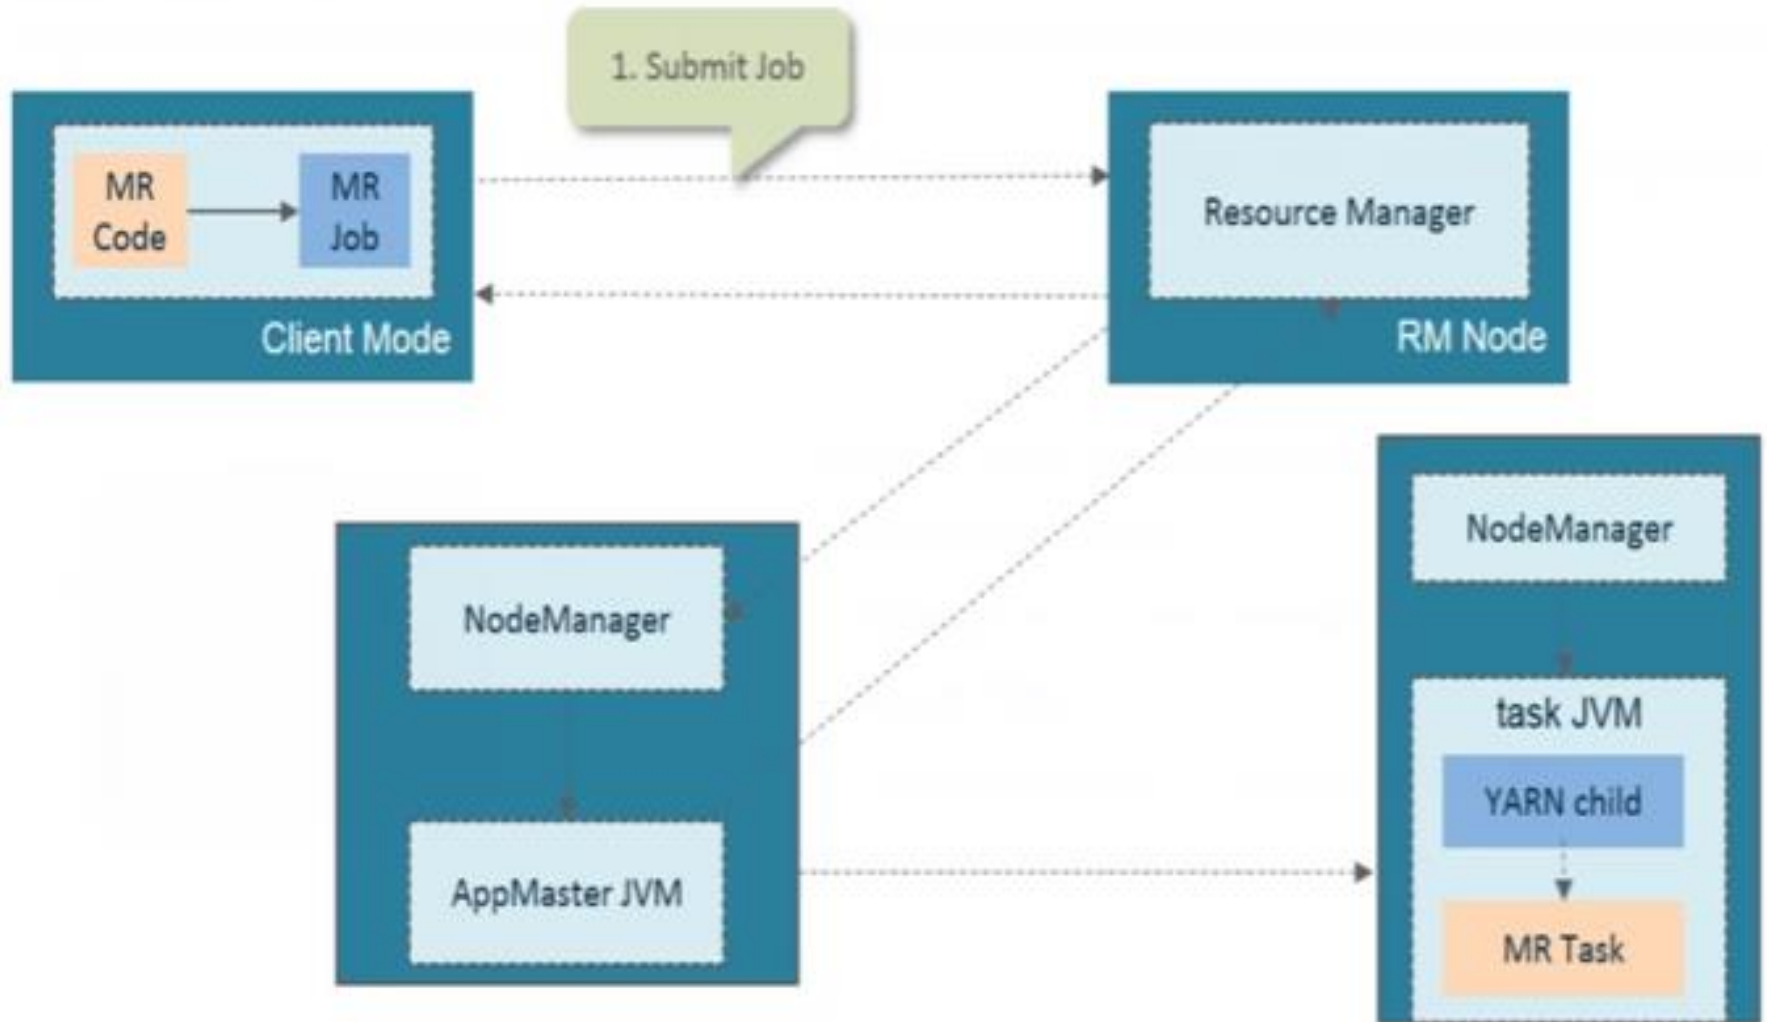 1. Submit Job
MR
Code
MR
Job
Client Mode
Resource Manager
RM Node
NodeManager
AppMaster JVM
NodeManager
task JVM
YARN child
MR Task